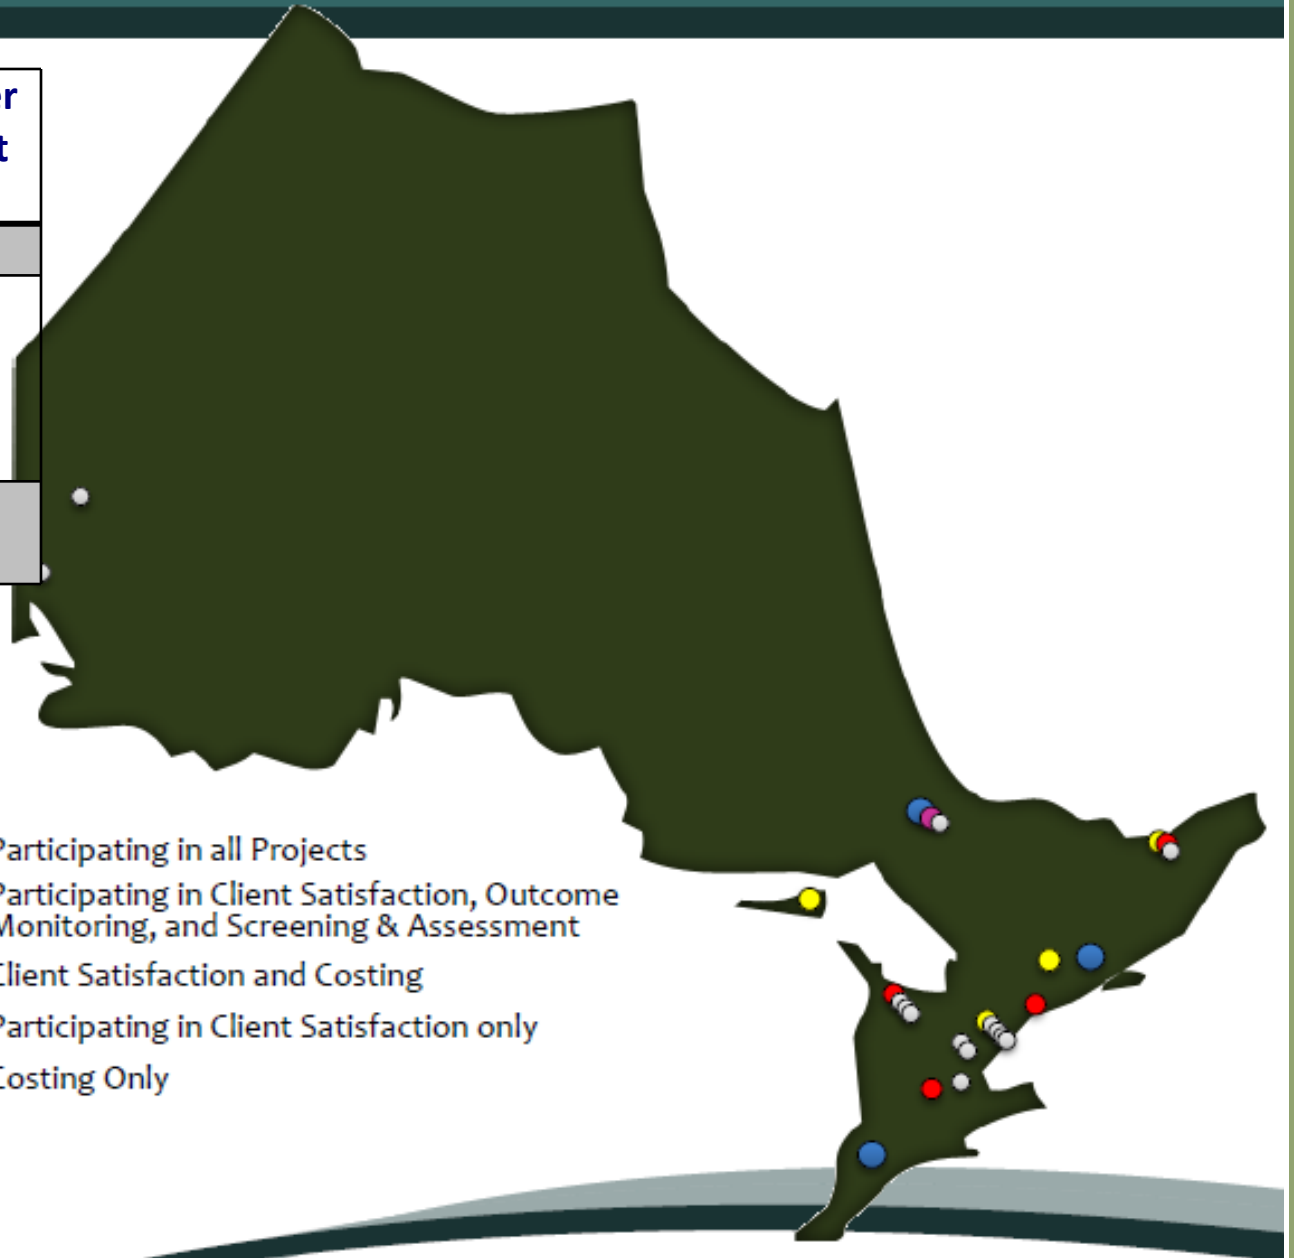 er
t
Participating in all Projects
Participating in Client Satisfaction, Outcome
Monitoring, and Screening & Assessment
Client Satisfaction and Costing
Participating in Client Satisfaction only
Costing Only